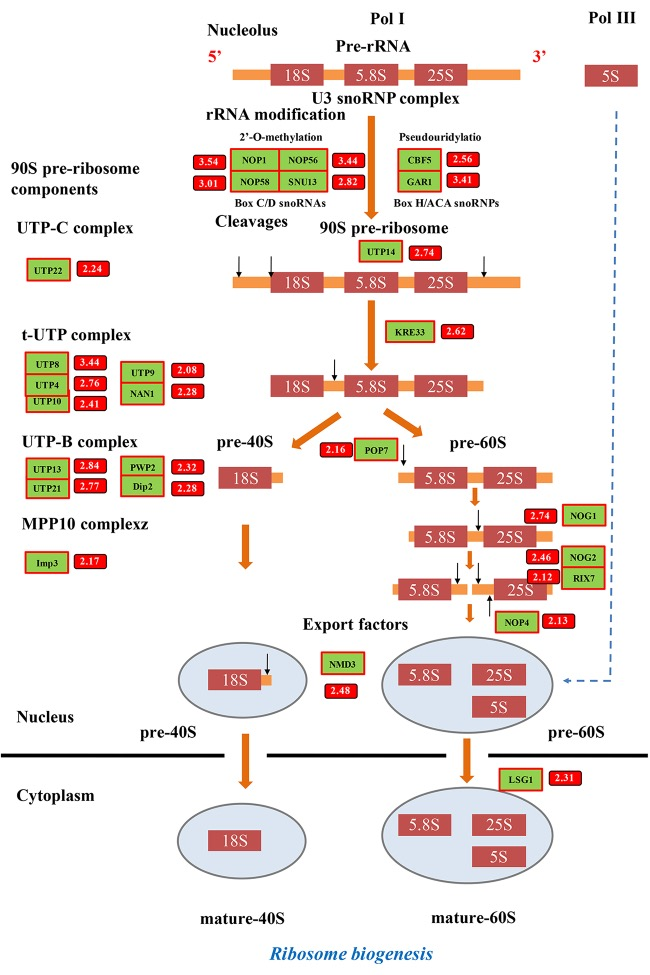 Pol I
Pol III
Nucleolus
5’
Pre-rRNA
3’
18S 5.8S 25S
5S
U3 snoRNP complex
rRNA modification
2’-O-methylation
Pseudouridylatio
3.54 NOP1 NOP56 3.44
CBF5 2.56
3.01 NOP58 SNU13 2.82
GAR1 3.41
90S pre-ribosome
components
Box C/D snoRNAs
Box H/ACA snoRNPs
Cleavages
UTP-C complex
90S pre-ribosome
UTP14 2.74
UTP22 2.24
18S 5.8S 25S
KRE33 2.62
t-UTP complex
UTP8 3.44
UTP9 2.08
UTP4 2.76
NAN1 2.28
UTP10 2.41
18S 5.8S 25S
UTP-B complex
pre-40S
pre-60S
2.16 POP7
UTP13 2.84
PWP2 2.32
UTP21 2.77
Dip2 2.28
18S
5.8S 25S
MPP10 complexz
2.74 NOG1
5.8S 25S
Imp3 2.17
2.46 NOG2
2.12 RIX7
5.8S 25S
NOP4 2.13
Export factors
NMD3
2.48
18S
5.8S 25S
5S
Nucleus
pre-40S
pre-60S
Cytoplasm
LSG1 2.31
18S
5.8S 25S
5S
mature-40S
mature-60S
Ribosome biogenesis